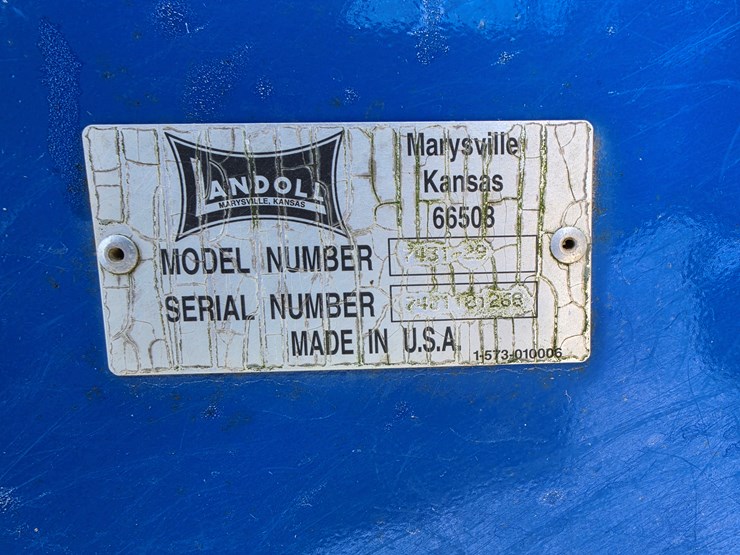 LANDOLL
MARYSVILLE, KANSAS
Marysville
Kansas
66508
MODEL NUMBER 7431-29
SERIAL NUMBER
MADE IN U.S.A.
1-573-010006